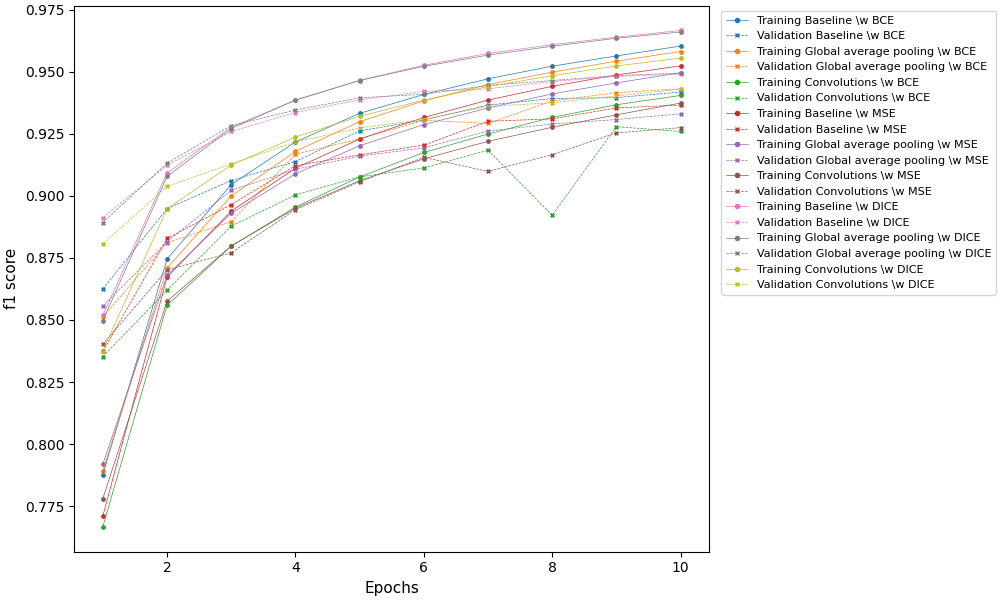 0.975
0.950
0.925
0.900
0.875
0.850
0.825
0.800
0.775
f1 score
2
4
6
8
10
Epochs
Training Baseline \w BCE
Validation Baseline \w BCE
Training Global average pooling \w BCE
Validation Global average pooling \w BCE
Training Convolutions \w BCE
Validation Convolutions \w BCE
Training Baseline \w MSE
Validation Baseline \w MSE
Training Global average pooling \w MSE
Validation Global average pooling \w MSE
Training Convolutions \w MSE
Validation Convolutions \w MSE
Training Baseline \w DICE
Validation Baseline \w DICE
Training Global average pooling \w DICE
Validation Global average pooling \w DICE
Training Convolutions \w DICE
Validation Convolutions \w DICE